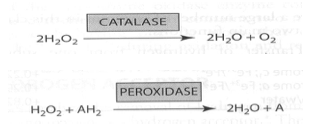 CATALASE
2H₂O₂ → 2H₂O + O₂
PEROXIDASE
H₂O₂ + AH₂ → 2H₂O + A